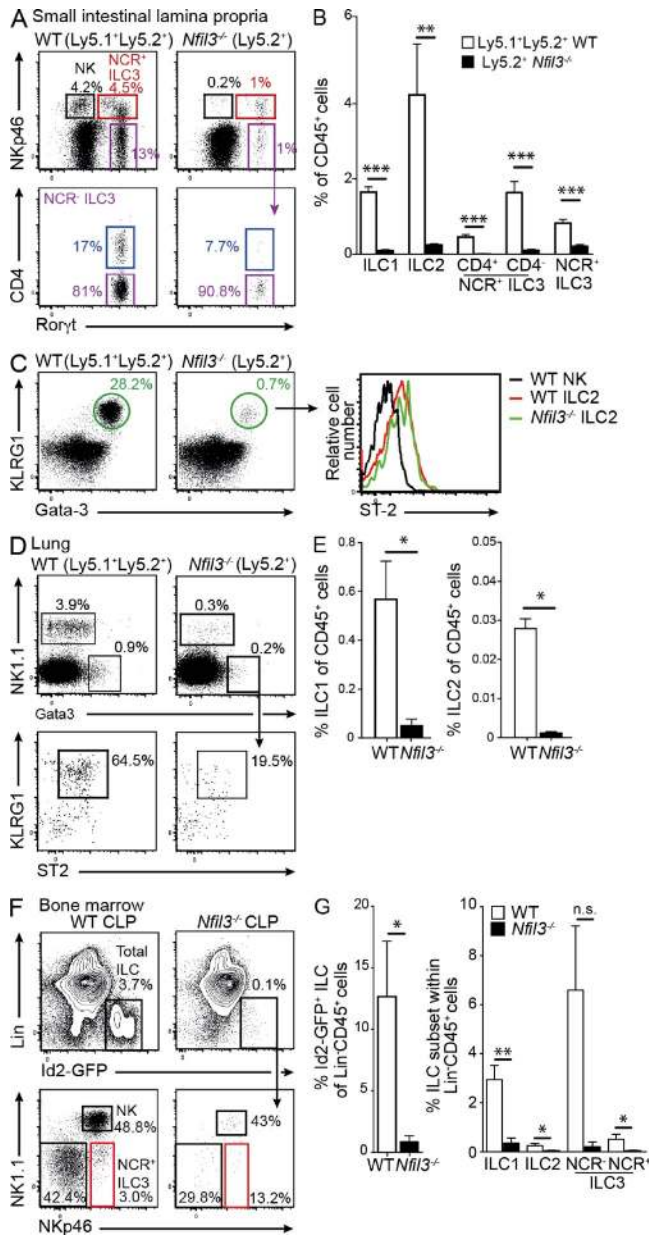 A Small intestinal lamina propria
WT (Ly5.1+Ly5.2+) Nfil3-/- (Ly5.2+)
NK
4.2%
NCR+
ILC3
4.5%
0.2%
1%
13%
1%
NKp46
NCR- ILC3
17%
81%
7.7%
90.8%
CD4
Rorγt
B
Ly5.1+Ly5.2+ WT
Ly5.2+ Nfil3-/-
% of CD45+ cells
6
4
2
0
*** ** *** *** ***
ILC1 ILC2 CD4+ CD4- NCR+
NCR+ ILC3 ILC3
C
WT (Ly5.1+Ly5.2+) Nfil3-/- (Ly5.2+)
28.2%
0.7%
KLRG1
Gata-3
Relative cell
number
ST-2
WT NK
WT ILC2
Nfil3-/- ILC2
D Lung
WT (Ly5.1+Ly5.2+) Nfil3-/- (Ly5.2+)
3.9%
0.9%
0.3%
0.2%
NK1.1
Gata3
64.5%
19.5%
KLRG1
ST2
E
% ILC1 of CD45+ cells
0.8
0.6
0.4
0.2
0
*
WT Nfil3-/-
% ILC2 of CD45+ cells
0.05
0.04
0.03
0.02
0.01
0
*
WT Nfil3-/-
F Bone marrow
WT CLP Nfil3-/- CLP
Total
ILC
3.7%
0.1%
Lin
Id2-GFP
NK
48.8%
NCR+
ILC3
3.0%
42.4%
43%
29.8%
13.2%
NK1.1
NKp46
G
% Id2-GFP+ ILC
of Lin-CD45+ cells
20
15
10
5
0
*
WT Nfil3-/-
% ILC subset within
Lin-CD45+ cells
10
8
6
4
2
0
WT
Nfil3-/-
** * n.s. *
ILC1 ILC2 NCR- NCR+
ILC3